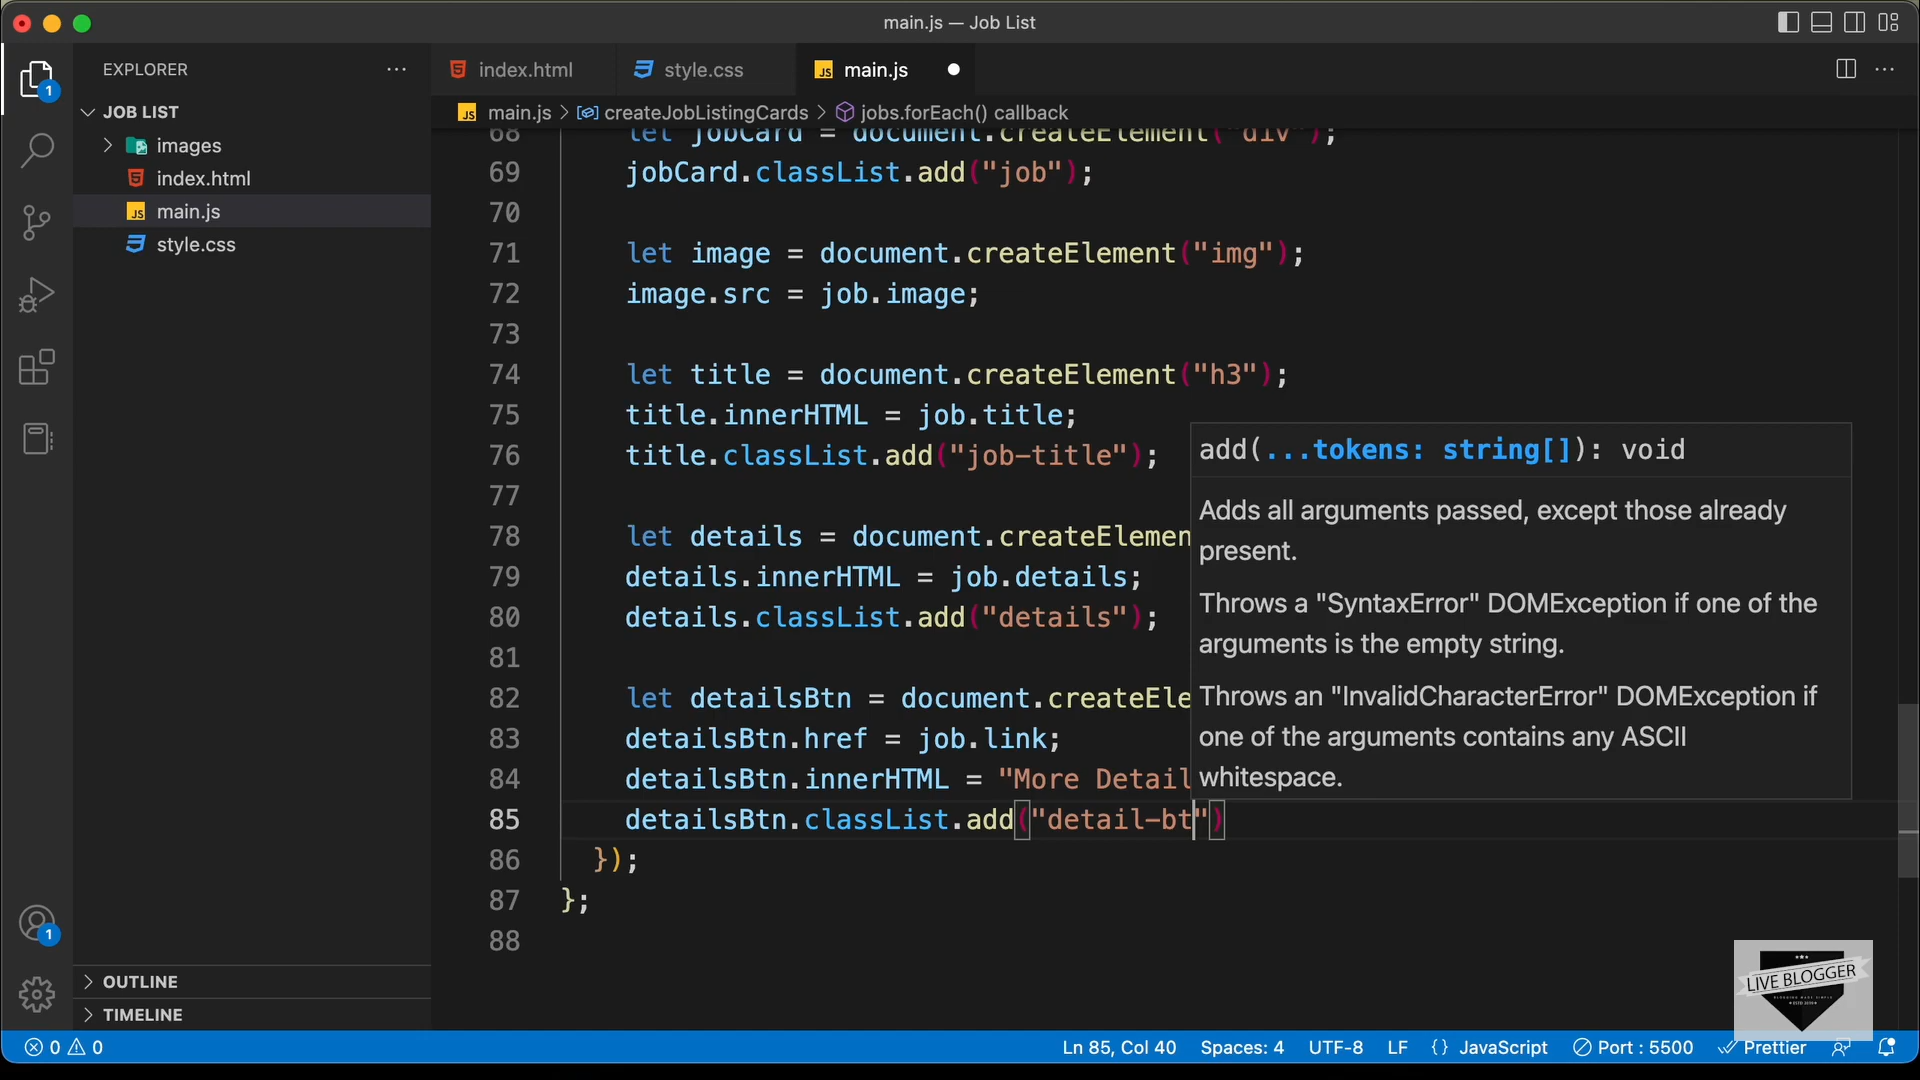 main.js — Job List
EXPLORER
JOB LIST
images
index.html
main.js
style.css
OUTLINE
TIMELINE
index.html
style.css
main.js
main.js > createJobListingCards > jobs.forEach() callback
68 let jobCard = document.createElement("div");
69 jobCard.classList.add("job");
70
71 let image = document.createElement("img");
72 image.src = job.image;
73
74 let title = document.createElement("h3");
75 title.innerHTML = job.title;
76 title.classList.add("job-title");
77
78 let details = document.createElemen
79 details.innerHTML = job.details;
80 details.classList.add("details");
81
82 let detailsBtn = document.createEle
83 detailsBtn.href = job.link;
84 detailsBtn.innerHTML = "More Detail
85 detailsBtn.classList.add("detail-bt")
86 });
87 };
88
add(...tokens: string[]): void
Adds all arguments passed, except those already
present.
Throws a "SyntaxError" DOMException if one of the
arguments is the empty string.
Throws an "InvalidCharacterError" DOMException if
one of the arguments contains any ASCII
whitespace.
1
1
LIVE BLOGGER
0 0
Ln 85, Col 40 Spaces: 4 UTF-8 LF {} JavaScript Port : 5500 Prettier